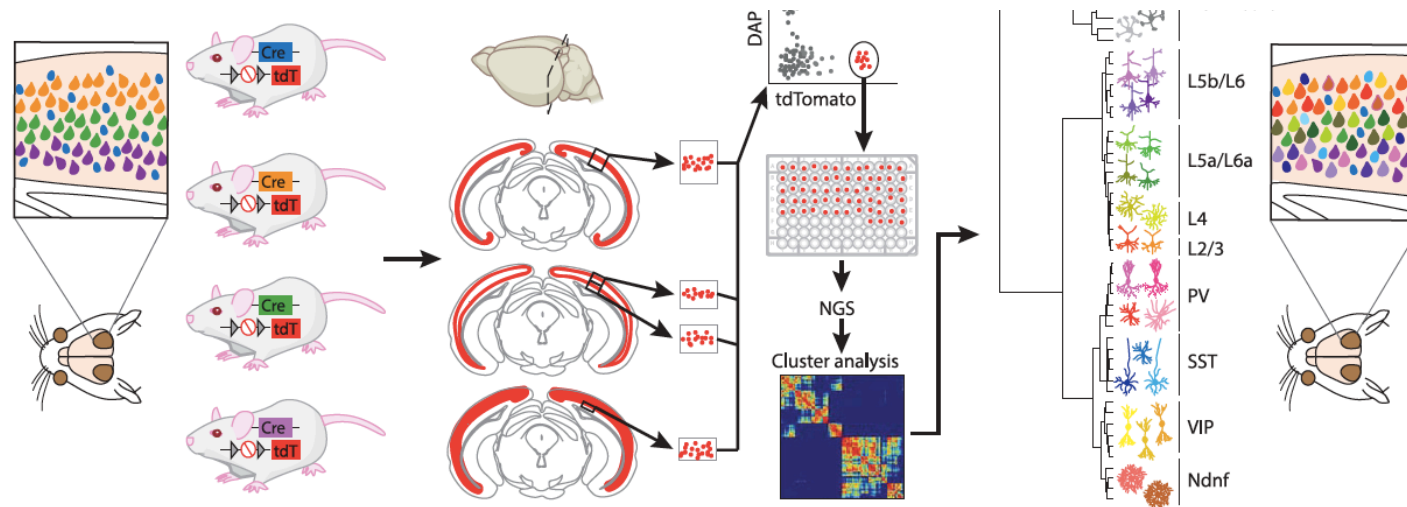 Cre
tdT
Cre
tdT
Cre
tdT
Cre
tdT
DAP
tdTomato
NGS
Cluster analysis
L5b/L6
L5a/L6a
L4
L2/3
PV
SST
VIP
Ndnf